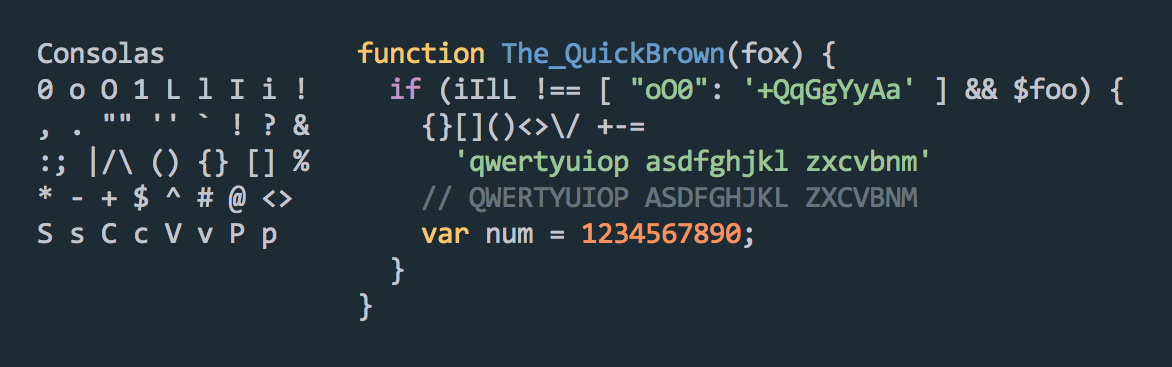 Consolas          function The_QuickBrown(fox) {
0 o O 1 L l I i !     if (iIlL !== [ "oO0": '+QqGgYyAa' ] && $foo) {
, . "" '' ` ! ? &       {}[]()<>\/ +-=
:; |/\ () {} [] %         'qwertyuiop asdfghjkl zxcvbnm'
* - + $ ^ # @ <>        // QWERTYUIOP ASDFGHJKL ZXCVBNM
S s C c V v P p         var num = 1234567890;
                      }
                    }